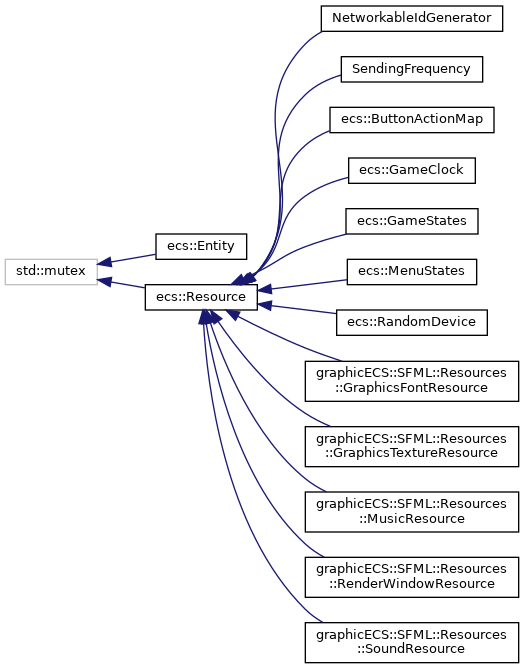 NetworkableIdGenerator
SendingFrequency
ecs::ButtonActionMap
ecs::GameClock
ecs::GameStates
ecs::Entity
std::mutex
ecs::MenuStates
ecs::Resource
ecs::RandomDevice
graphicECS::SFML::Resources
::GraphicsFontResource
graphicECS::SFML::Resources
::GraphicsTextureResource
graphicECS::SFML::Resources
::MusicResource
graphicECS::SFML::Resources
::RenderWindowResource
graphicECS::SFML::Resources
::SoundResource